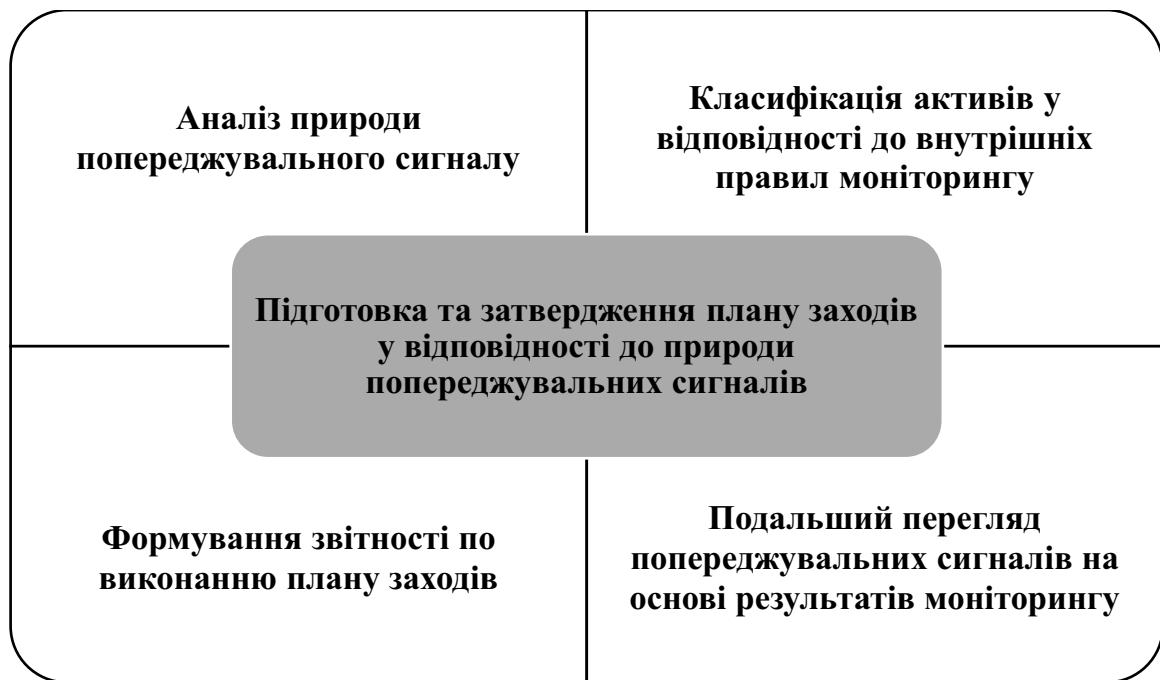 Аналіз природи
попереджувального сигналу
Класифікація активів у
відповідності до внутрішніх
правил моніторингу
Підготовка та затвердження плану заходів
у відповідності до природи
попереджувальних сигналів
Формування звітності по
виконанню плану заходів
Подальший перегляд
попереджувальних сигналів на
основі результатів моніторингу